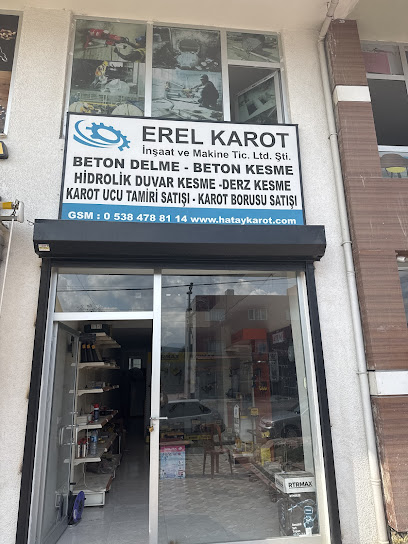 EREL KAROT
İnşaat ve Makine Tic. Ltd. Şti.
BETON DELME - BETON KESME
HİDROLİK DUVAR KESME -DERZ KESME
KAROT UCU TAMİRİ SATIŞI - KAROT BORUSU SATIŞI
GSM : 0 538 478 81 14 www.hataykarot.com
RTRMAX